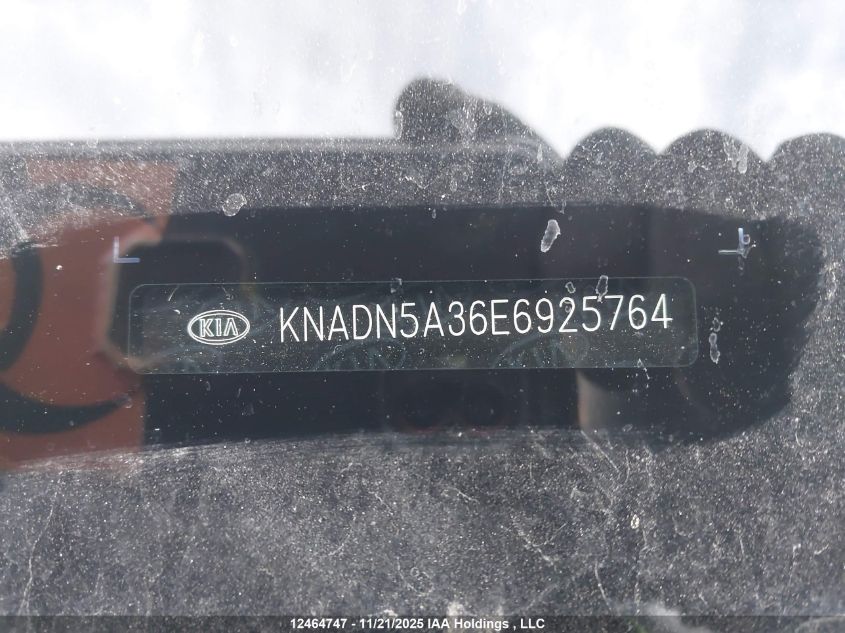 KIA KNADN5A36E6925764
12464747 - 11/21/2025 IAA Holdings , LLC